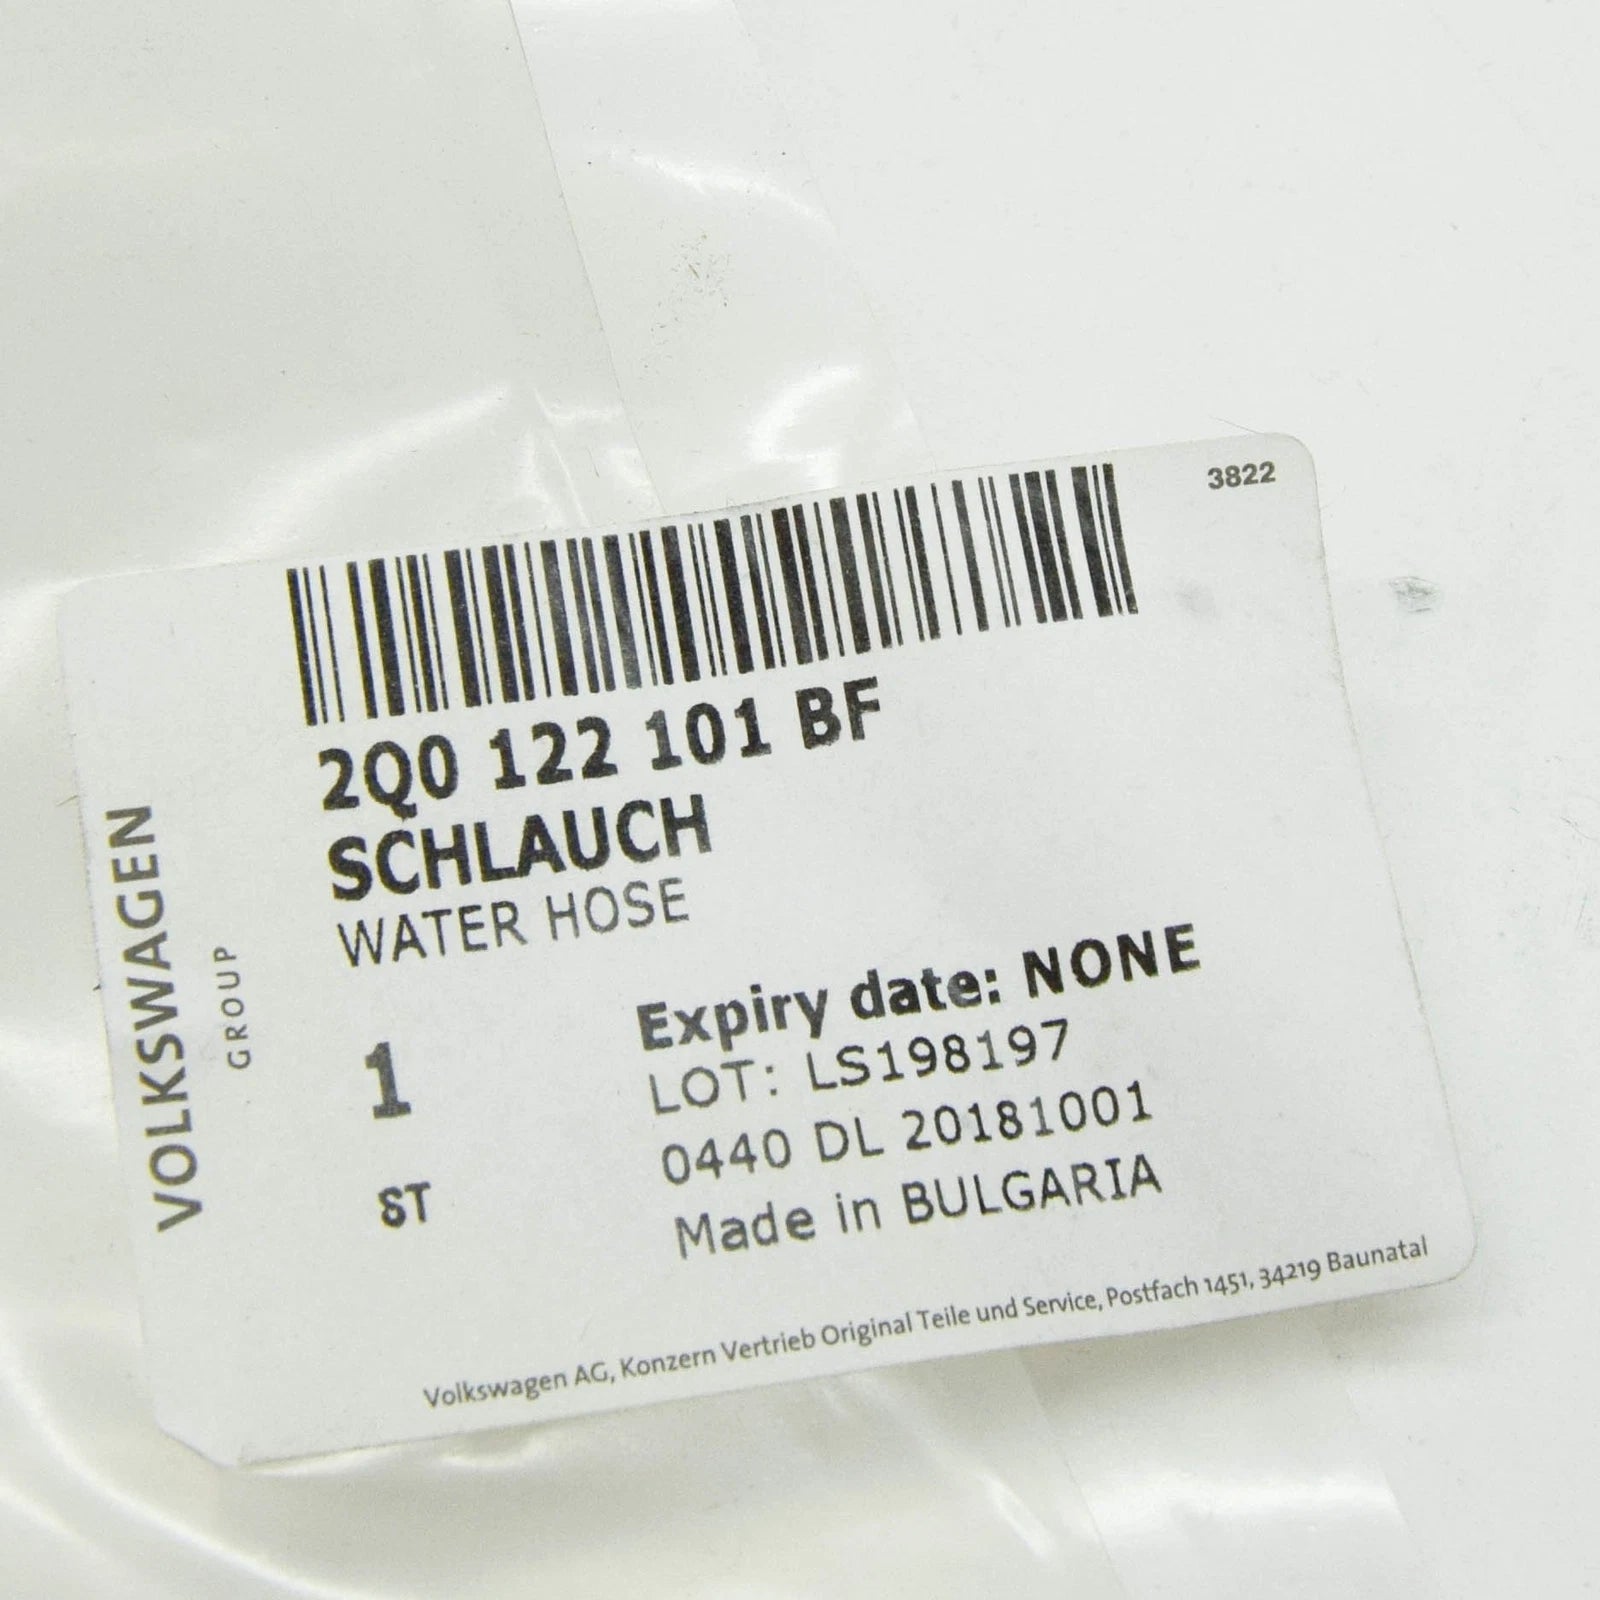 3822
2Q0 122 101 BF
SCHLAUCH
WATER HOSE
Expiry date: NONE
1
LOT: LS198197
0440 DL 20181001
ST
Made in BULGARIA
Volkswagen AG, Konzern Vertrieb Original Teile und Service, Postfach 1451, 34219 Baunatal
VOLKSWAGEN
GROUP